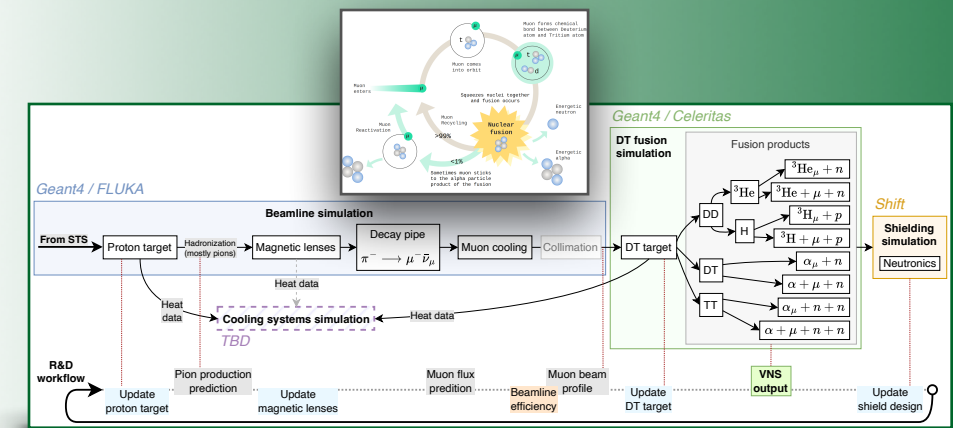 Muon forms chemical
bond between Deuterium
atom and Tritium atom
μ
t
Muon comes
into orbit
μ
t
d
Muon
enters
μ
Squeezes nuclei together
and fusion occurs
Energetic
neutron
Muon
Reactivation
Muon
Recycling
>99%
Nuclear
fusion
μ
<1%
Energetic
alpha
Sometimes muon sticks
to the alpha particle
product of the fusion
Geant4 / FLUKA
Beamline simulation
From STS
Proton target
Hadronization
(mostly pions)
Magnetic lenses
Decay pipe
π⁻ ⟶ μ⁻ν̄_μ
Muon cooling
Collimation
Heat data
Heat
data
Cooling systems simulation
Heat data
TBD
Geant4 / Celeritas
DT fusion
simulation
Fusion products
DT target
DD
³He
³He_μ + n
³He + μ + n
H
³H_μ + p
³H + μ + p
DT
α_μ + n
α + μ + n
TT
α_μ + n + n
α + μ + n + n
Shift
Shielding
simulation
Neutronics
R&D
workflow
Update
proton target
Pion production
prediction
Update
magnetic lenses
Muon flux
predition
Beamline
efficiency
Muon beam
profile
Update
DT target
VNS
output
Update
shield design